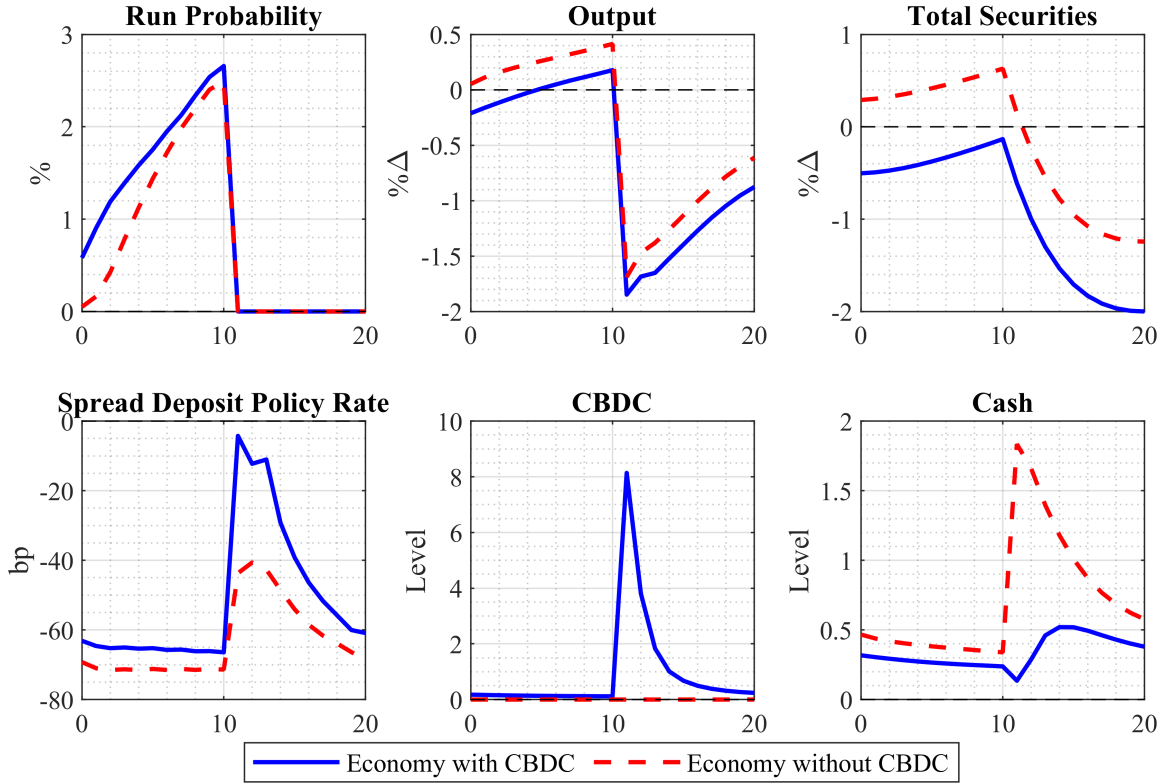 Run Probability
%
3
2
1
0
0 10 20
Output
%Δ
0.5
0
-0.5
-1
-1.5
-2
0 10 20
Total Securities
%Δ
1
0
-1
-2
0 10 20
Spread Deposit Policy Rate
bp
0
-20
-40
-60
-80
0 10 20
CBDC
Level
10
8
6
4
2
0
0 10 20
Cash
Level
2
1.5
1
0.5
0
0 10 20
Economy with CBDC Economy without CBDC